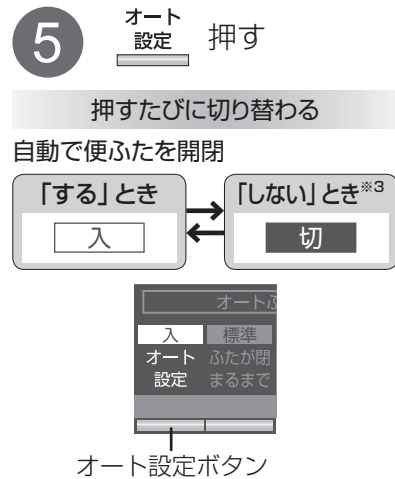 5
オート
設定 押す
押すたびに切り替わる
自動で便ふたを開閉
「する」とき
入
「しない」とき※3
切
オートふ
入 標準
オート ふたが閉
設定 まるまで
オート設定ボタン